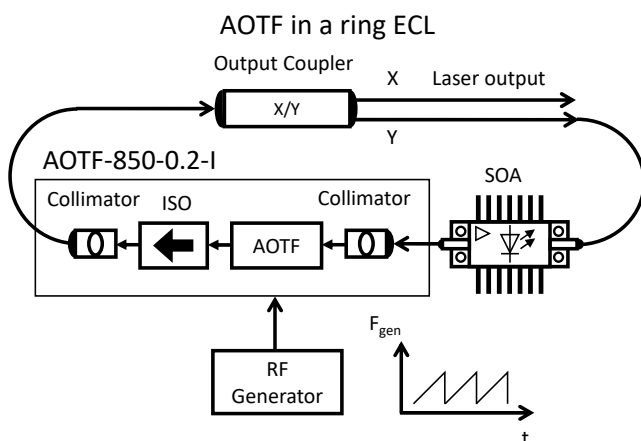 AOTF in a ring ECL
Output Coupler
X Laser output
X/Y
Y
AOTF-850-0.2-I
SOA
Collimator ISO Collimator
AOTF
F_gen
RF
Generator
t